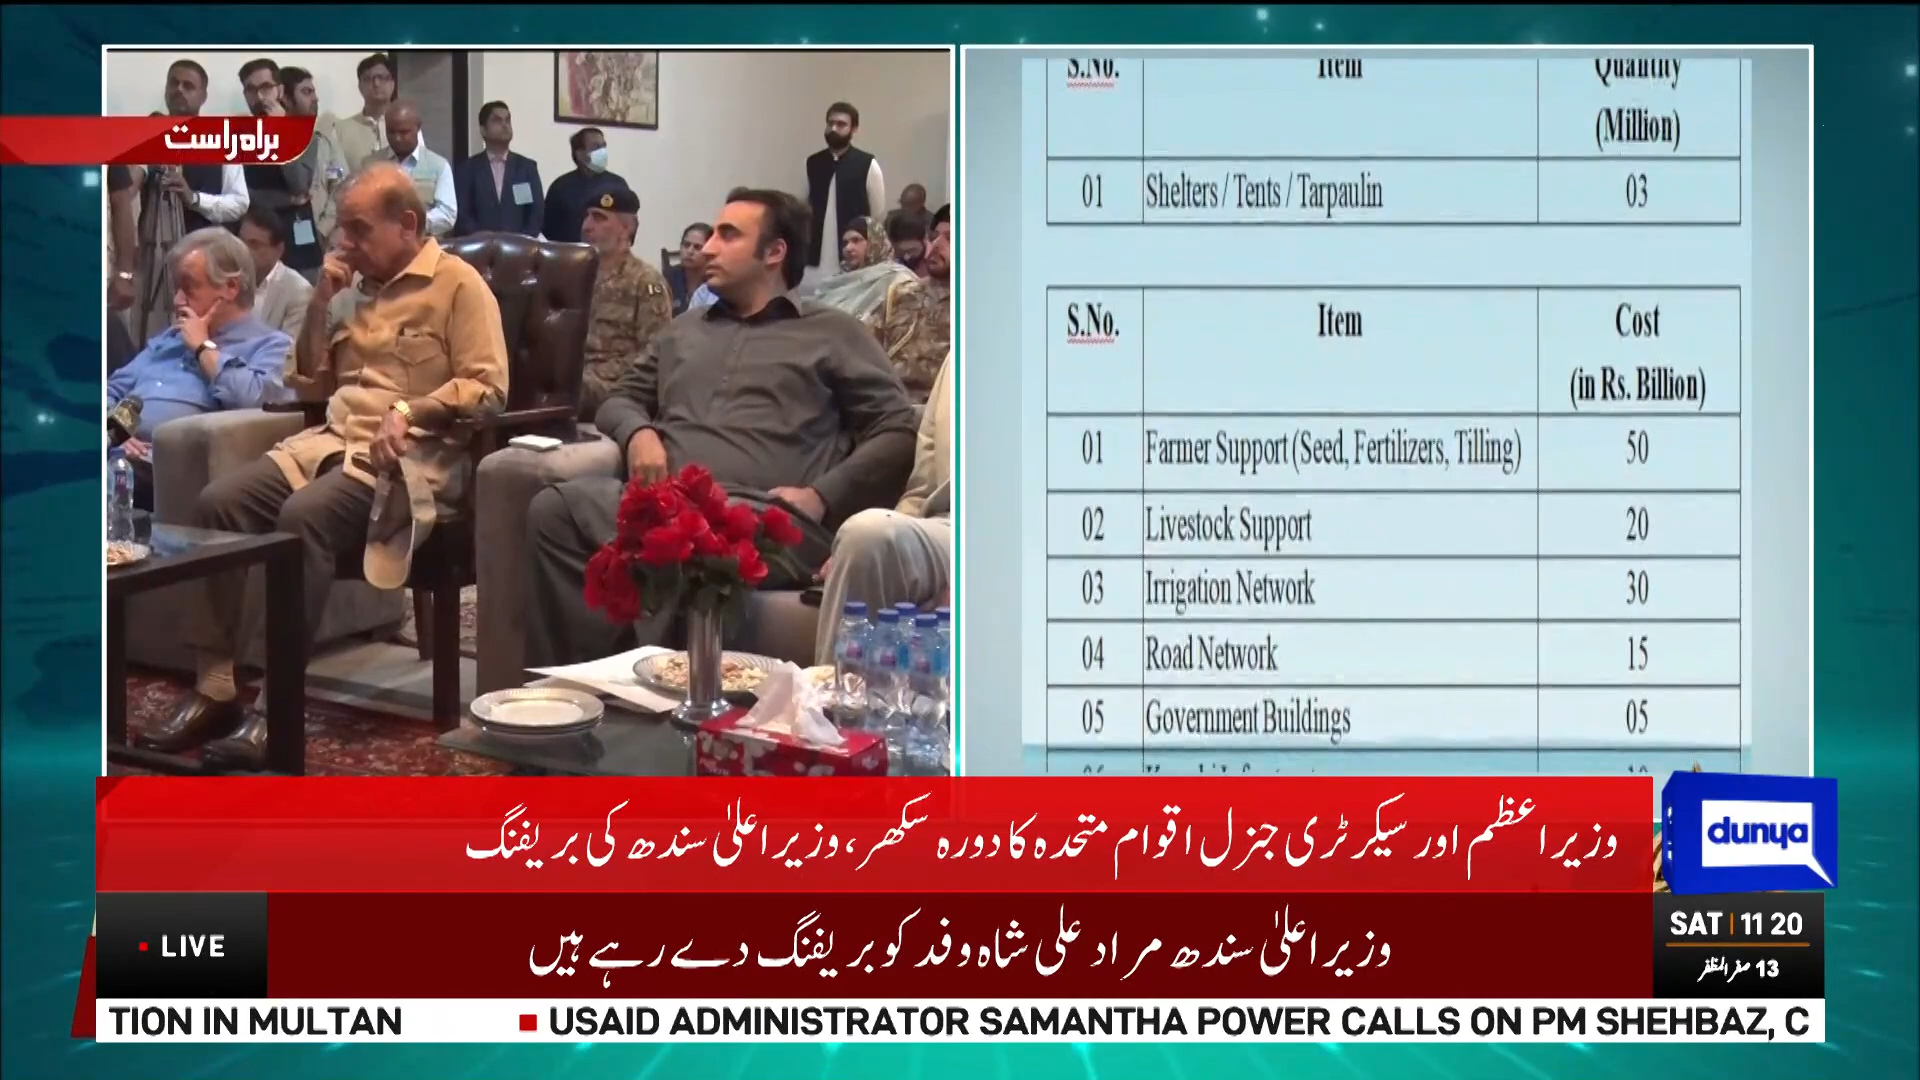 براہ راست
S.No. Item Quantity
(Million)
01 Shelters / Tents / Tarpaulin 03
S.No. Item Cost
(in Rs. Billion)
01 Farmer Support (Seed, Fertilizers, Tilling) 50
02 Livestock Support 20
03 Irrigation Network 30
04 Road Network 15
05 Government Buildings 05
وزیراعظم اور سیکرٹری جنرل اقوام متحدہ کا دورہ سکھر، وزیراعلیٰ سندھ کی بریفنگ
dunya
LIVE
وزیراعلیٰ سندھ مراد علی شاہ وفد کو بریفنگ دے رہے ہیں
SAT | 11 20
13 صفر المظفر
TION IN MULTAN ■ USAID ADMINISTRATOR SAMANTHA POWER CALLS ON PM SHEHBAZ, C